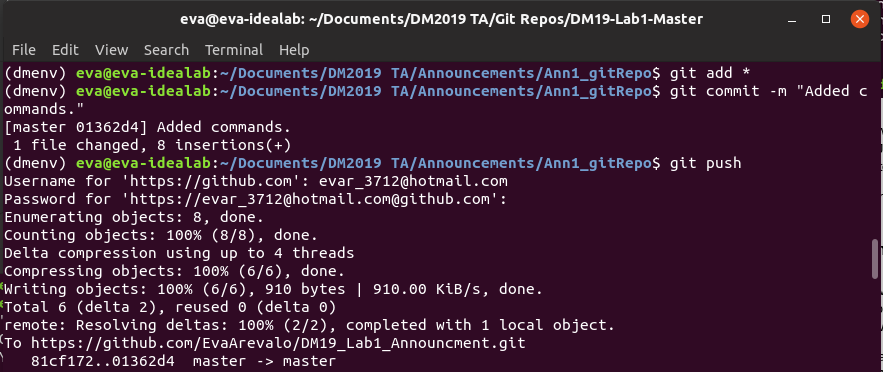 eva@eva-idealab: ~/Documents/DM2019 TA/Git Repos/DM19-Lab1-Master
File Edit View Search Terminal Help
(dmenv) eva@eva-idealab:~/Documents/DM2019 TA/Announcements/Ann1_gitRepo$ git add *
(dmenv) eva@eva-idealab:~/Documents/DM2019 TA/Announcements/Ann1_gitRepo$ git commit -m "Added c
ommands."
[master 01362d4] Added commands.
 1 file changed, 8 insertions(+)
(dmenv) eva@eva-idealab:~/Documents/DM2019 TA/Announcements/Ann1_gitRepo$ git push
Username for 'https://github.com': evar_3712@hotmail.com
Password for 'https://evar_3712@hotmail.com@github.com':
Enumerating objects: 8, done.
Counting objects: 100% (8/8), done.
Delta compression using up to 4 threads
Compressing objects: 100% (6/6), done.
Writing objects: 100% (6/6), 910 bytes | 910.00 KiB/s, done.
Total 6 (delta 2), reused 0 (delta 0)
remote: Resolving deltas: 100% (2/2), completed with 1 local object.
To https://github.com/EvaArevalo/DM19_Lab1_Announcment.git
   81cf172..01362d4  master -> master